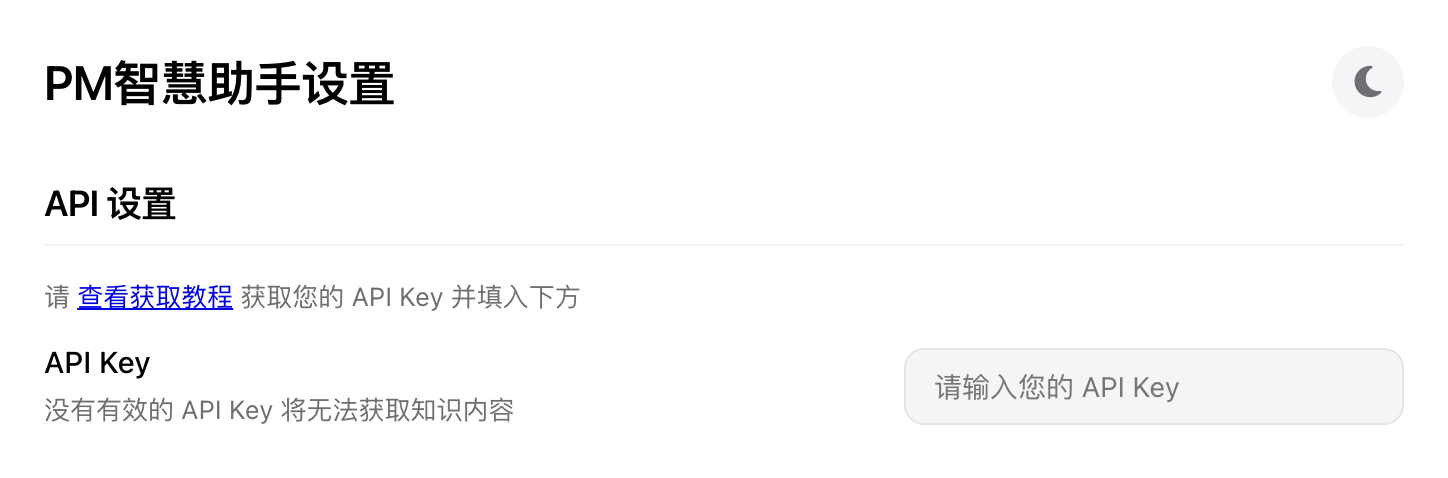 PM智慧助手设置
API 设置
请 查看获取教程 获取您的 API Key 并填入下方
API Key
请输入您的 API Key
没有有效的 API Key 将无法获取知识内容